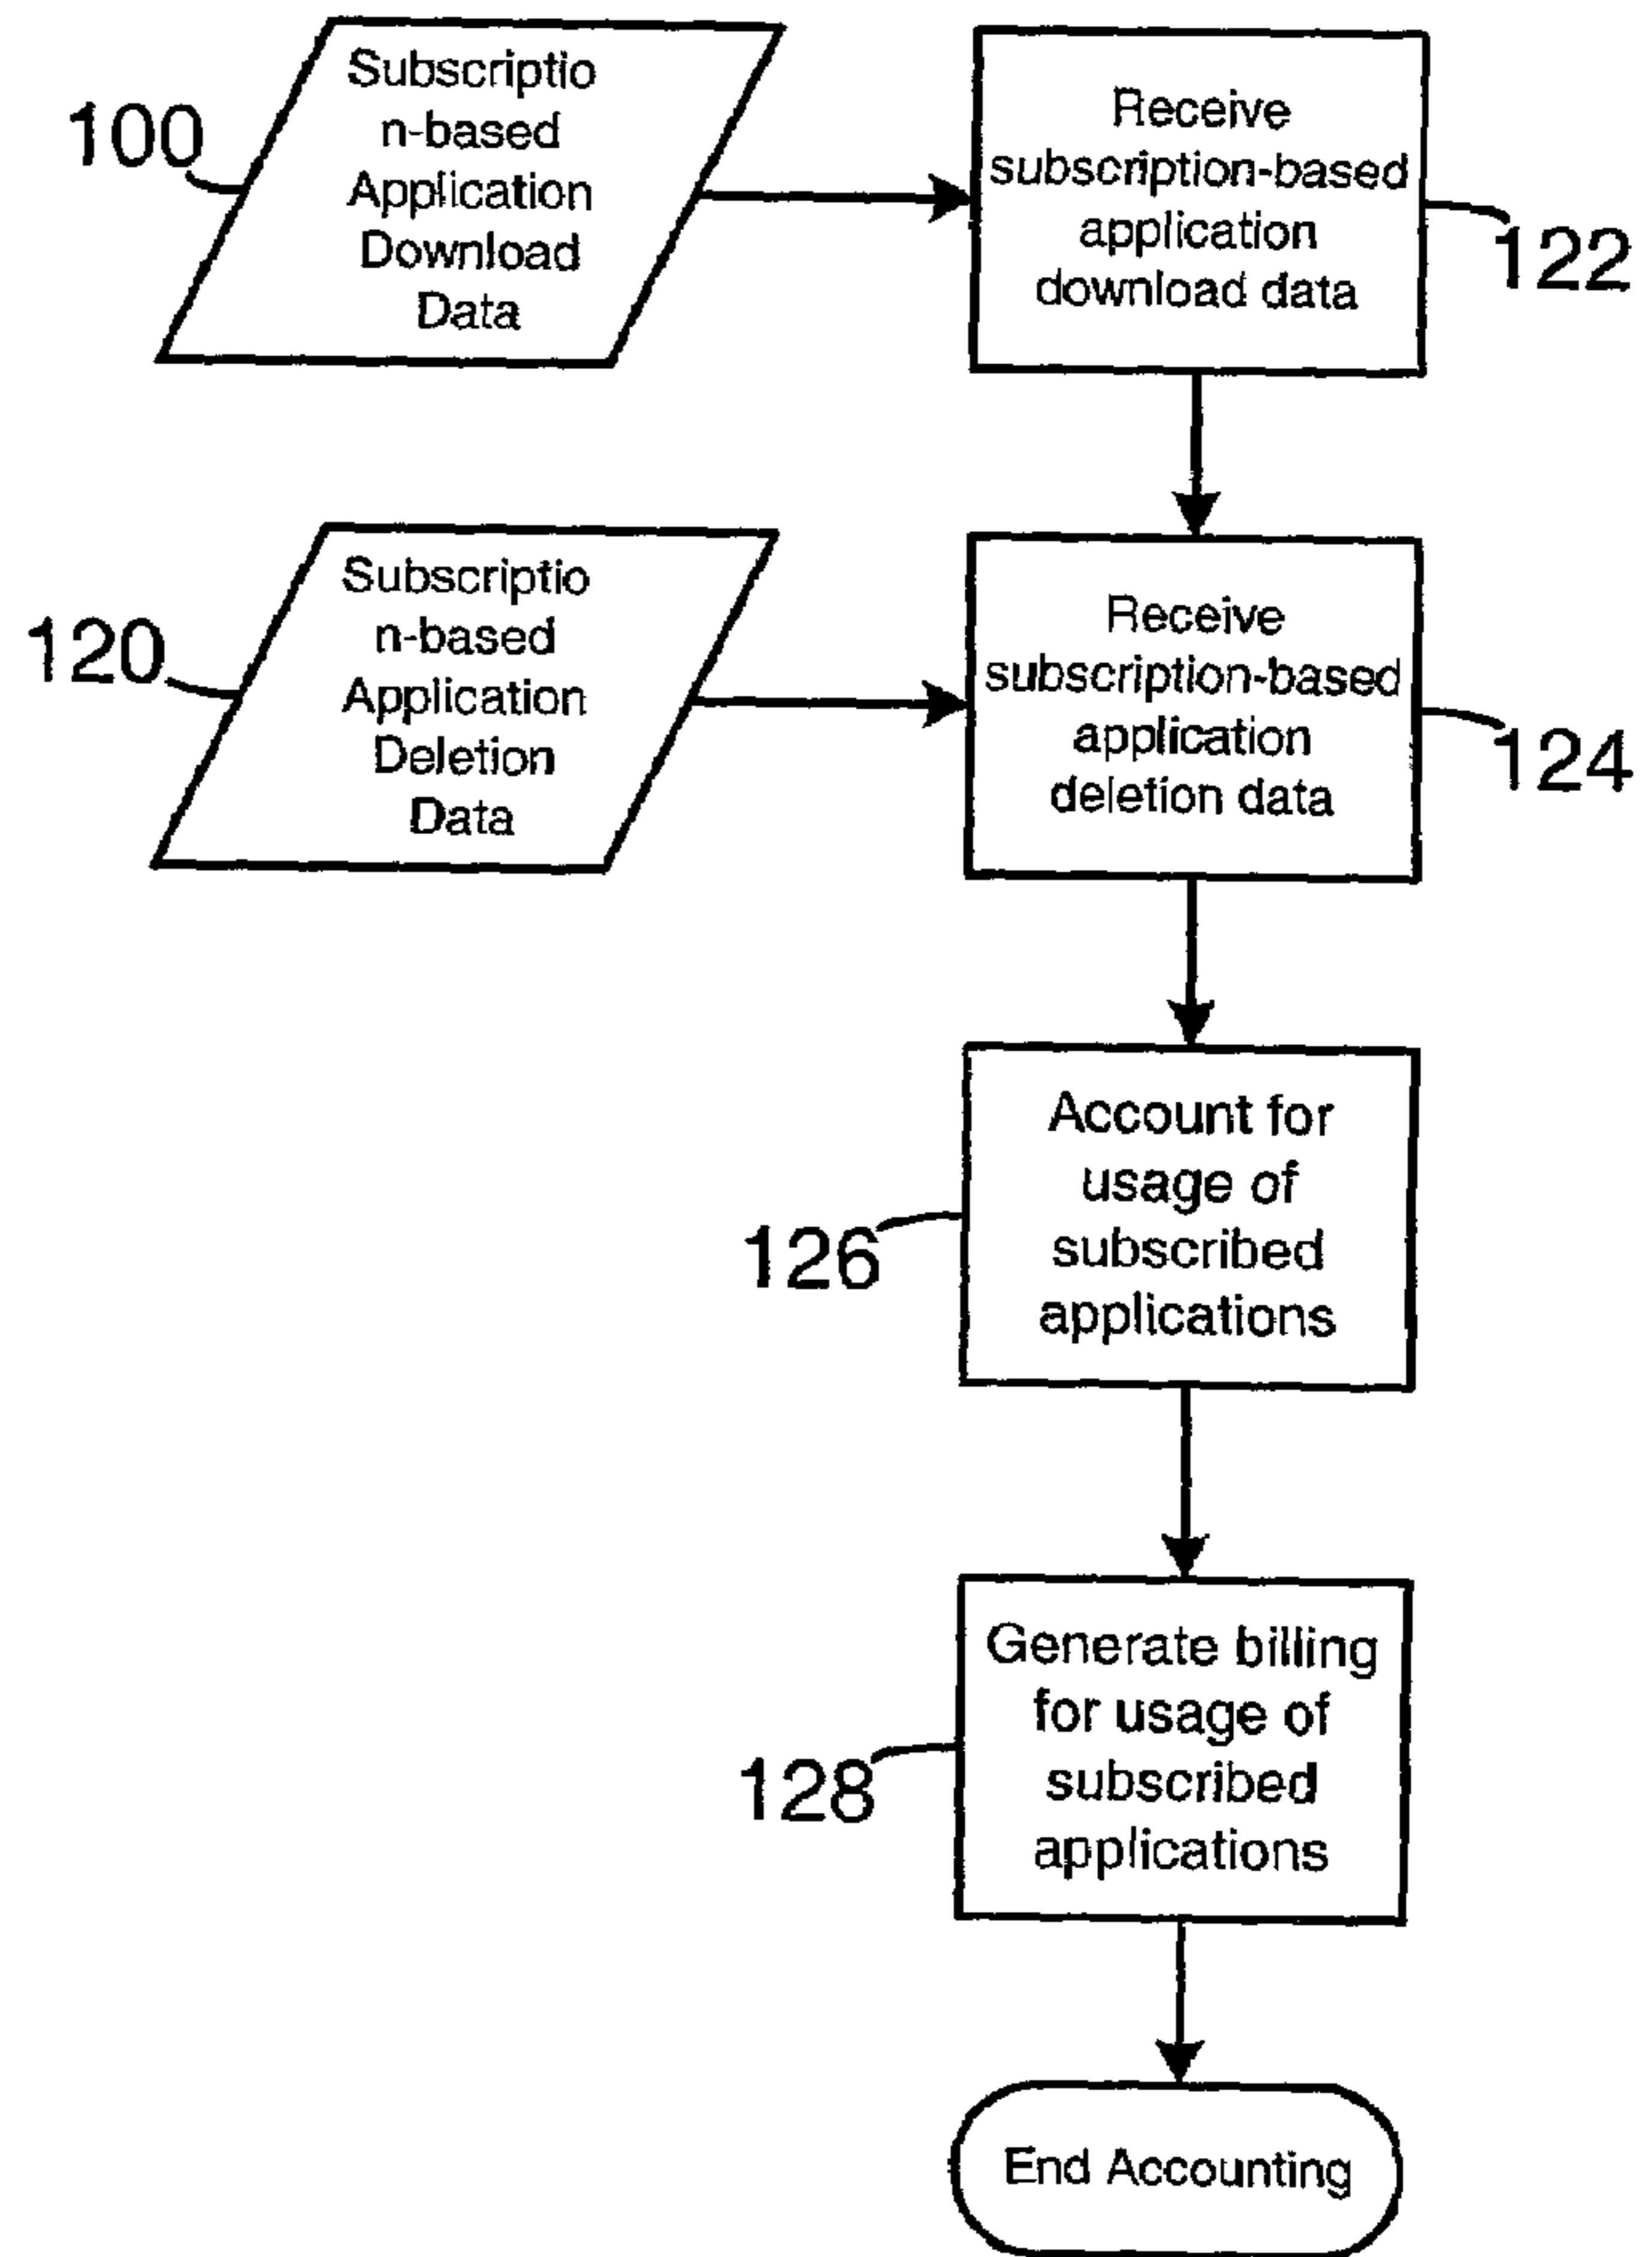 100
Subscriptio
n-based
Application
Download
Data
Receive
subscription-based
application
download data
122
120
Subscriptio
n-based
Application
Deletion
Data
Receive
subscription-based
application
deletion data
124
126
Account for
usage of
subscribed
applications
128
Generate billing
for usage of
subscribed
applications
End Accounting